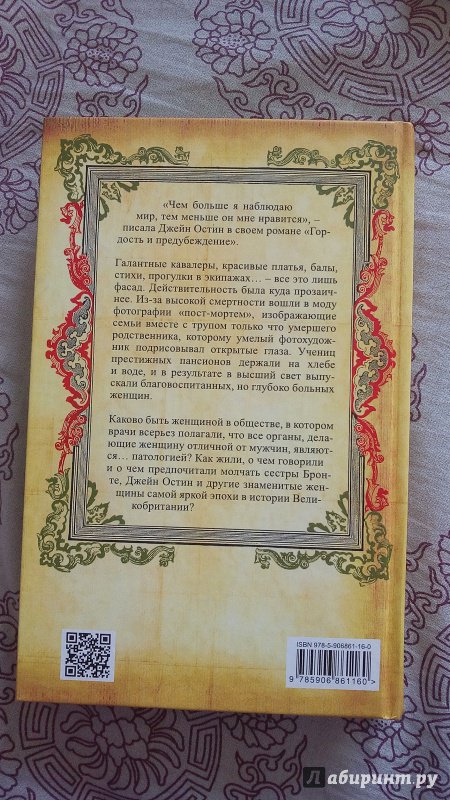 «Чем больше я наблюдаю
мир, тем меньше он мне нравится», –
писала Джейн Остин в своем романе «Гор-
дость и предубеждение».
Галантные кавалеры, красивые платья, балы,
стихи, прогулки в экипажах… – все это лишь
фасад. Действительность была куда прозаич-
нее. Из-за высокой смертности вошли в моду
фотографии «пост-мортем», изображающие
семьи вместе с трупом только что умершего
родственника, которому умелый фотохудож-
ник подрисовывал открытые глаза. Учениц
престижных пансионов держали на хлебе
и воде, и в результате в высший свет выпу-
скали благовоспитанных, но глубоко больных
женщин.
Каково быть женщиной в обществе, в котором
врачи всерьез полагали, что все органы, дела-
ющие женщину отличной от мужчин, являют-
ся… патологией? Как жили, о чем говорили
и о чем предпочитали молчать сестры Брон-
те, Джейн Остин и другие знаменитые жен-
щины самой яркой эпохи в истории Вели-
кобритании?
ISBN 978-5-906861-16-0
9 785906 861160
Лабиринт.ру